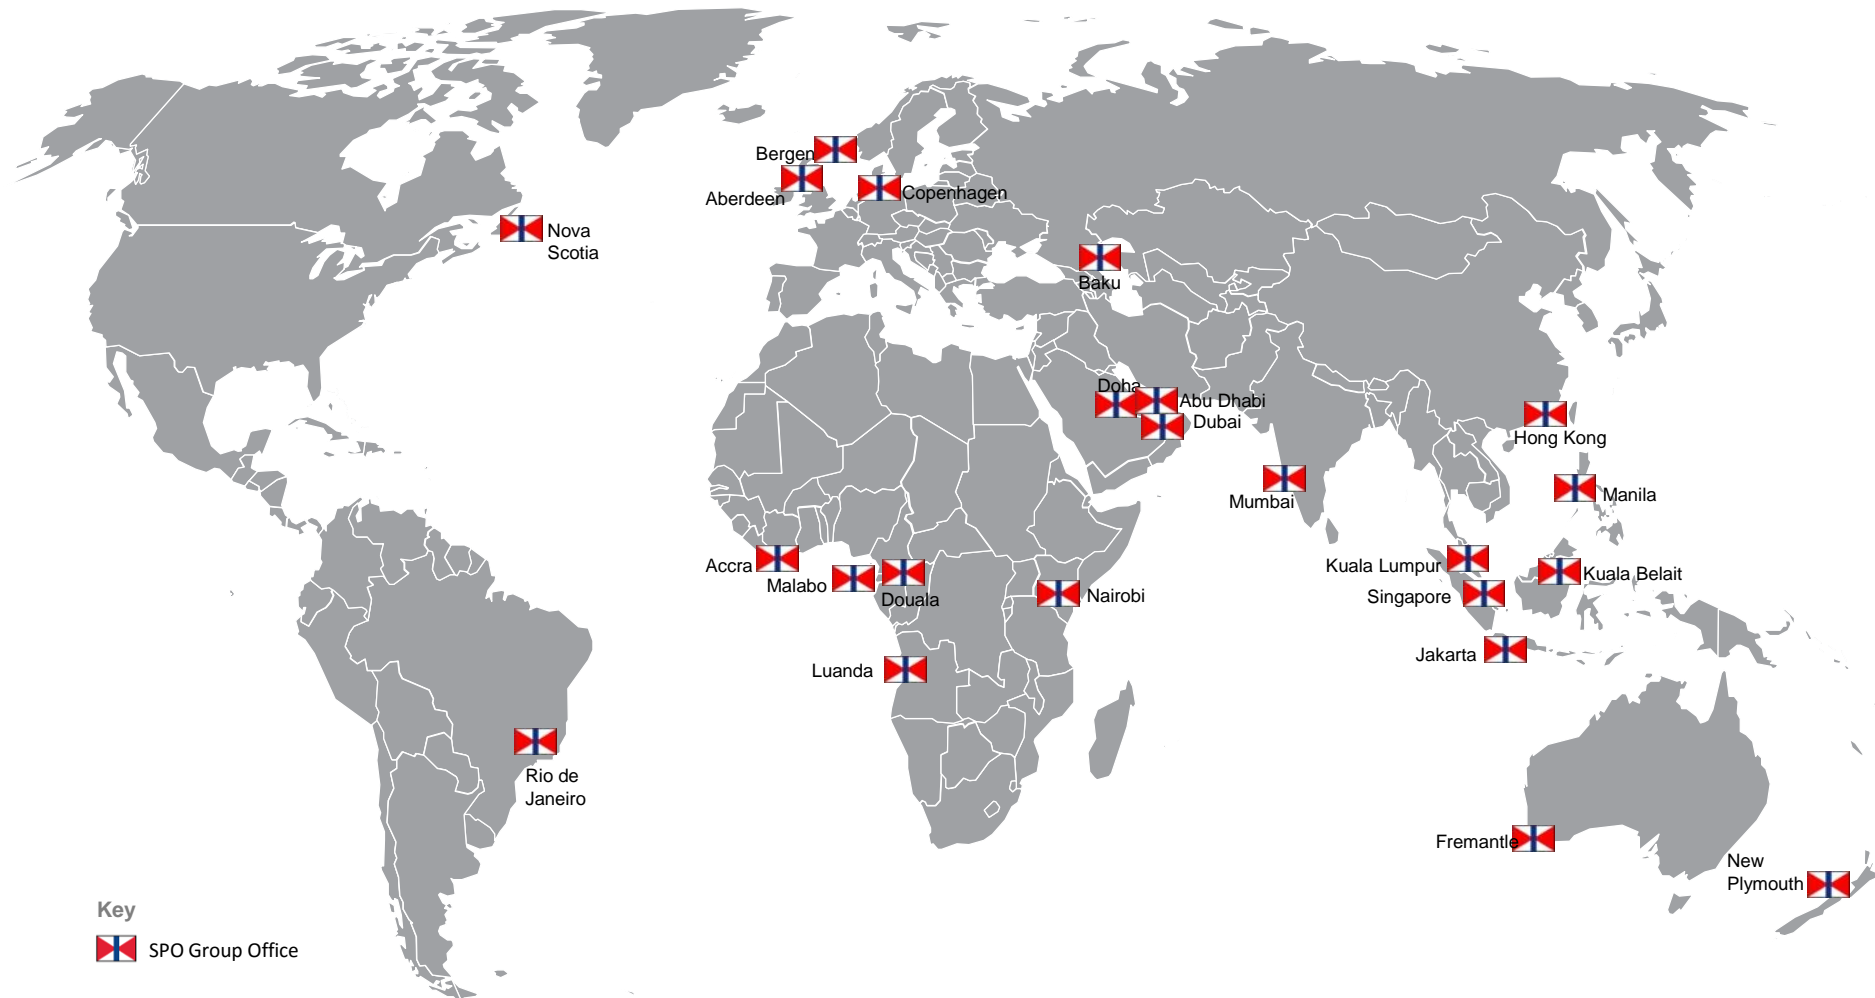 Bergen
Aberdeen
Copenhagen
Nova
Scotia
Baku
Doha
Abu Dhabi
Dubai
Hong Kong
Mumbai
Manila
Accra
Malabo
Douala
Nairobi
Kuala Lumpur
Kuala Belait
Singapore
Jakarta
Luanda
Rio de
Janeiro
Fremantle
New
Plymouth
Key
SPO Group Office